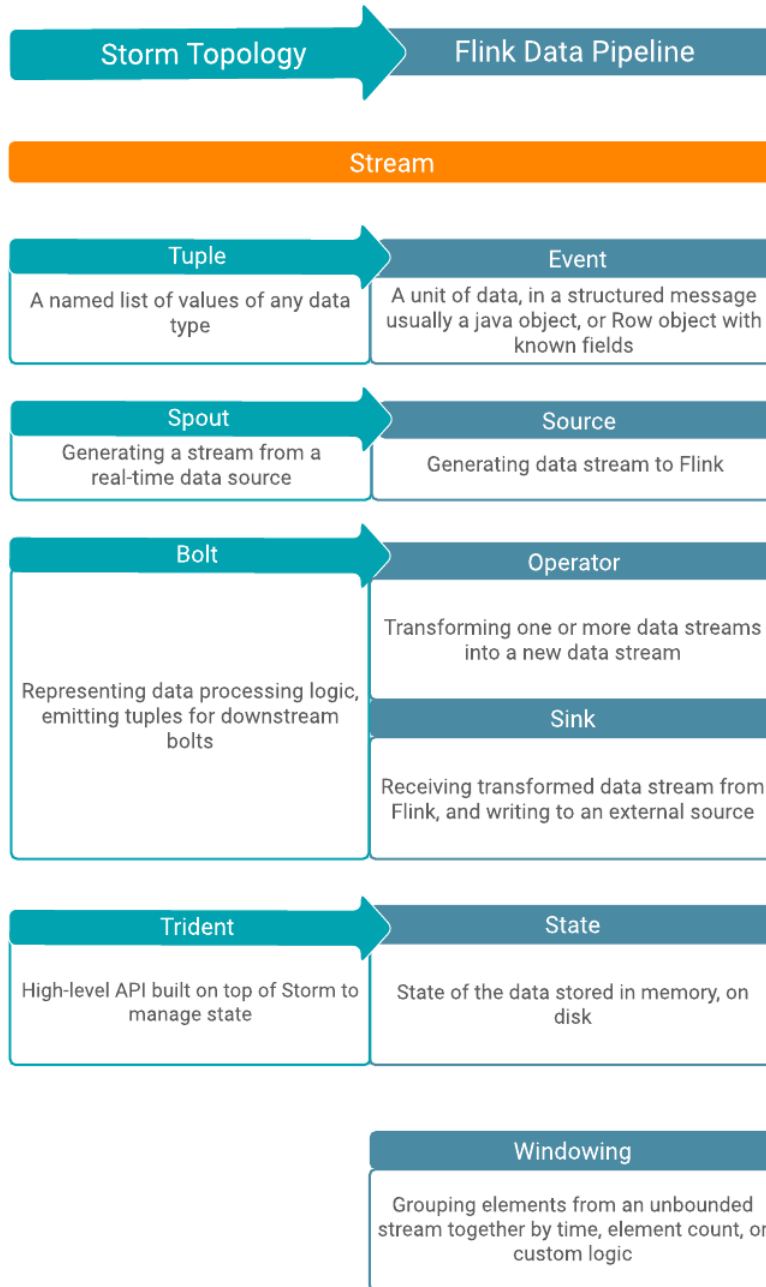 Storm Topology
Flink Data Pipeline
Stream
Tuple
A named list of values of any data
type
Event
A unit of data, in a structured message
usually a java object, or Row object with
known fields
Spout
Generating a stream from a
real-time data source
Source
Generating data stream to Flink
Bolt
Representing data processing logic,
emitting tuples for downstream
bolts
Operator
Transforming one or more data streams
into a new data stream
Sink
Receiving transformed data stream from
Flink, and writing to an external source
Trident
High-level API built on top of Storm to
manage state
State
State of the data stored in memory, on
disk
Windowing
Grouping elements from an unbounded
stream together by time, element count, or
custom logic